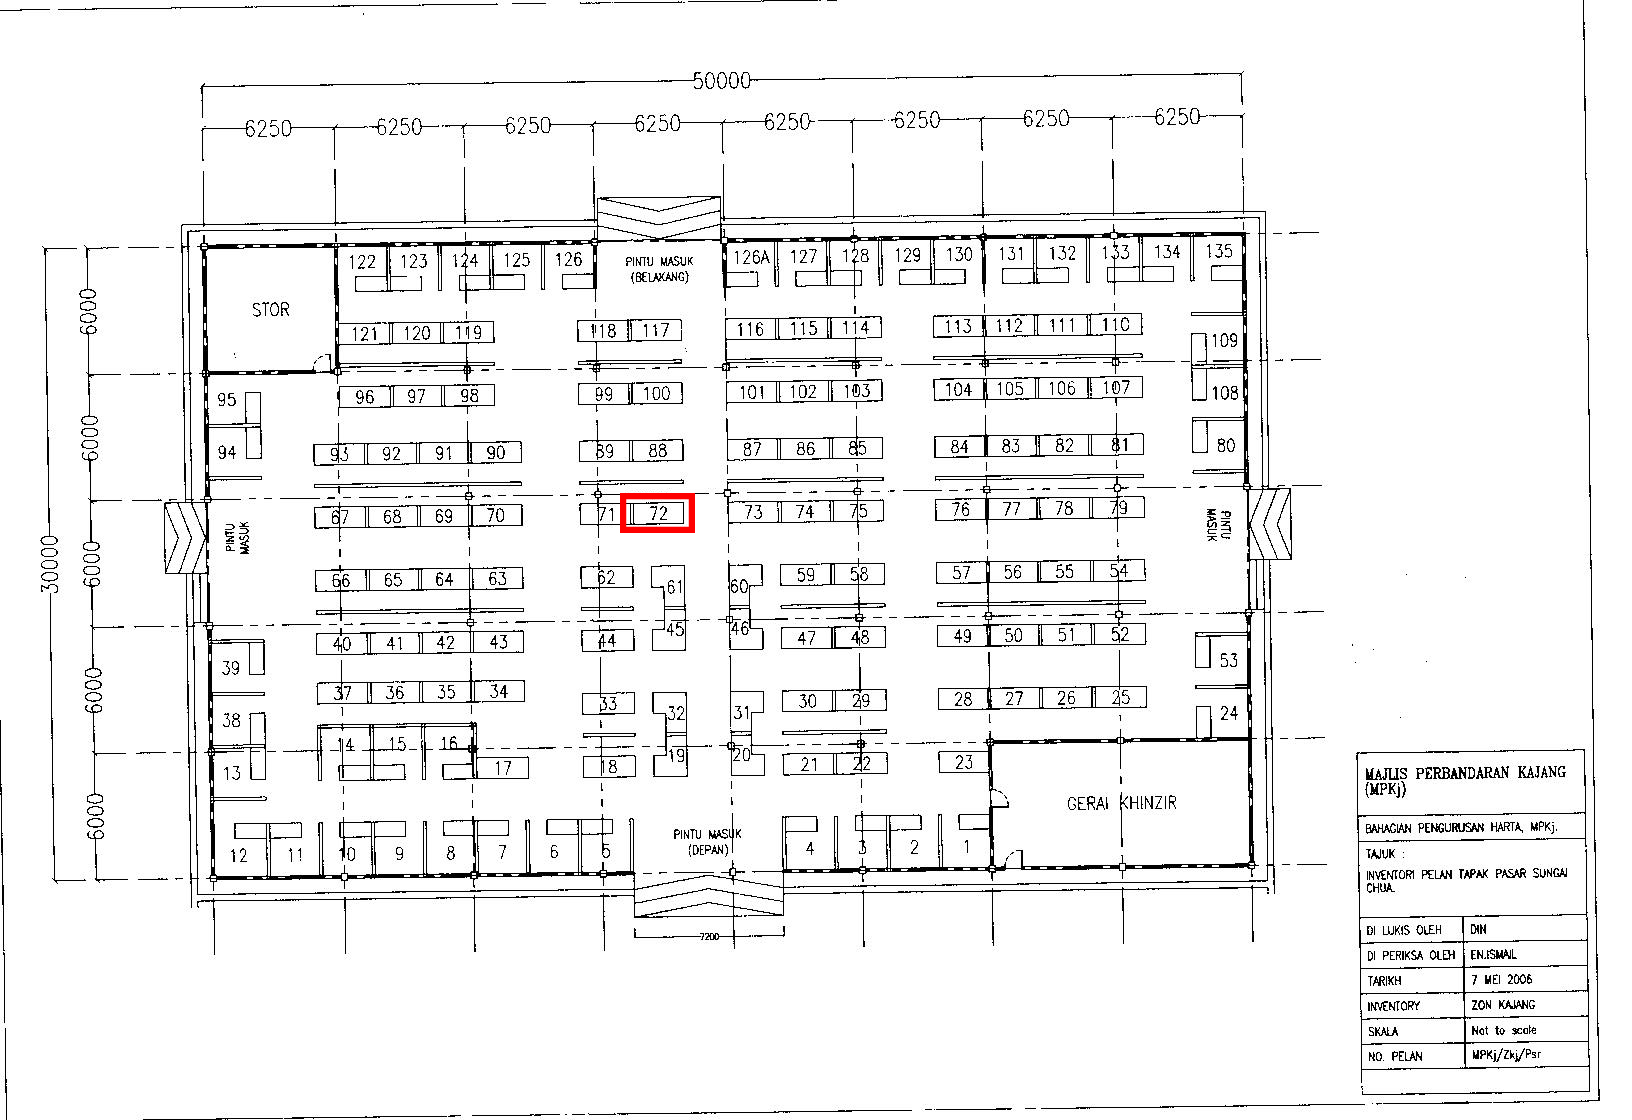 50000
6250 6250 6250 6250 6250 6250 6250 6250
122 123 124 125 126 PINTU MASUK (BELAKANG) 126A 127 128 129 130 131 132 133 134 135
6000 STOR
121 120 119 118 117 116 115 114 113 112 111 110
109
96 97 98 99 100 101 102 103 104 105 106 107
95 108
6000
94 93 92 91 90 89 88 87 86 85 84 83 82 81 80
67 68 69 70 71 72 73 74 75 76 77 78 79
PINTU MASUK
PINTU MASUK
30000
6000
66 65 64 63 62 61 60 59 58 57 56 55 54
40 41 42 43 44 45 46 47 48 49 50 51 52
39 53
6000
37 36 35 34 33 32 31 30 29 28 27 26 25
38 24
14 15 16
13 17 18 19 20 21 22 23
6000
GERAI KHINZIR
PINTU MASUK
(DEPAN)
12 11 10 9 8 7 6 5 4 3 2 1
7200
MAJLIS PERBANDARAN KAJANG
(MPKj)
BAHAGIAN PENGURUSAN HARTA, MPKj.
TAJUK :
INVENTORI PELAN TAPAK PASAR SUNGAI
CHUA.
DI LUKIS OLEH DIN
DI PERIKSA OLEH EN.ISMAIL
TARIKH 7 MEI 2006
INVENTORY ZON KAJANG
SKALA Not to scale
NO. PELAN MPKj/Zkj/Psr